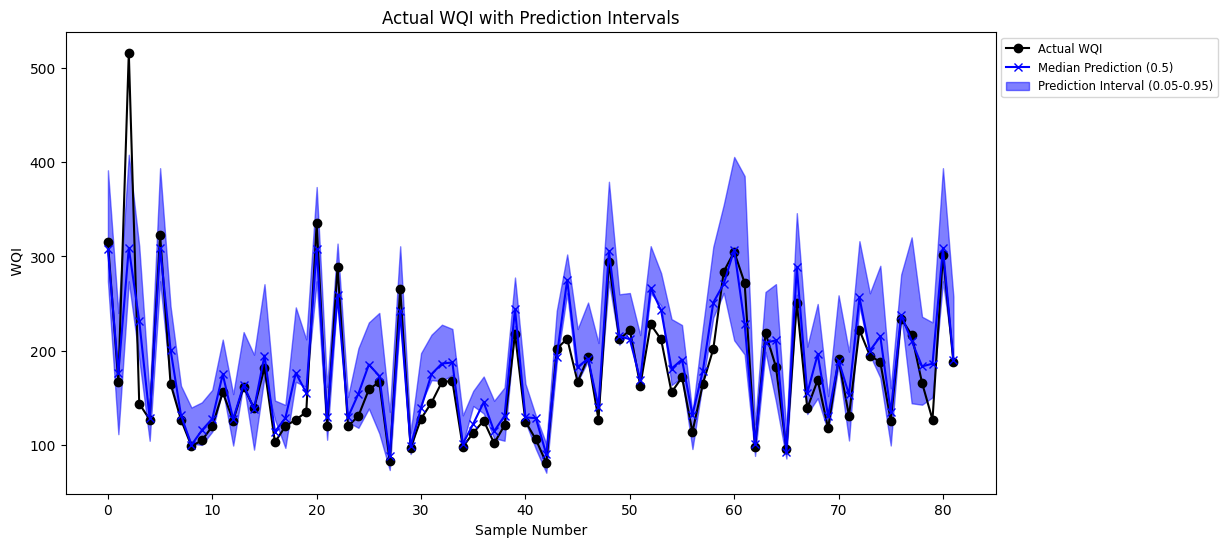 Actual WQI with Prediction Intervals
Actual WQI
Median Prediction (0.5)
Prediction Interval (0.05-0.95)
WQI
500
400
300
200
100
0 10 20 30 40 50 60 70 80
Sample Number